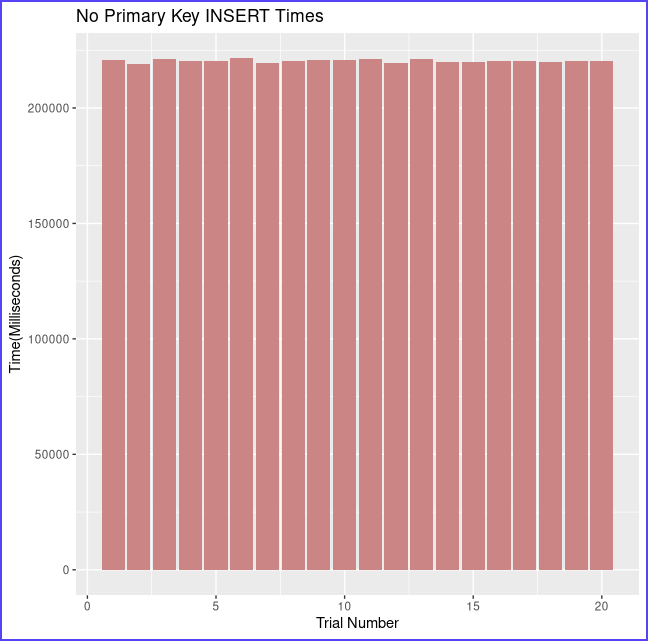 No Primary Key INSERT Times
Time(Milliseconds)
200000
150000
100000
50000
0
0 5 10 15 20
Trial Number